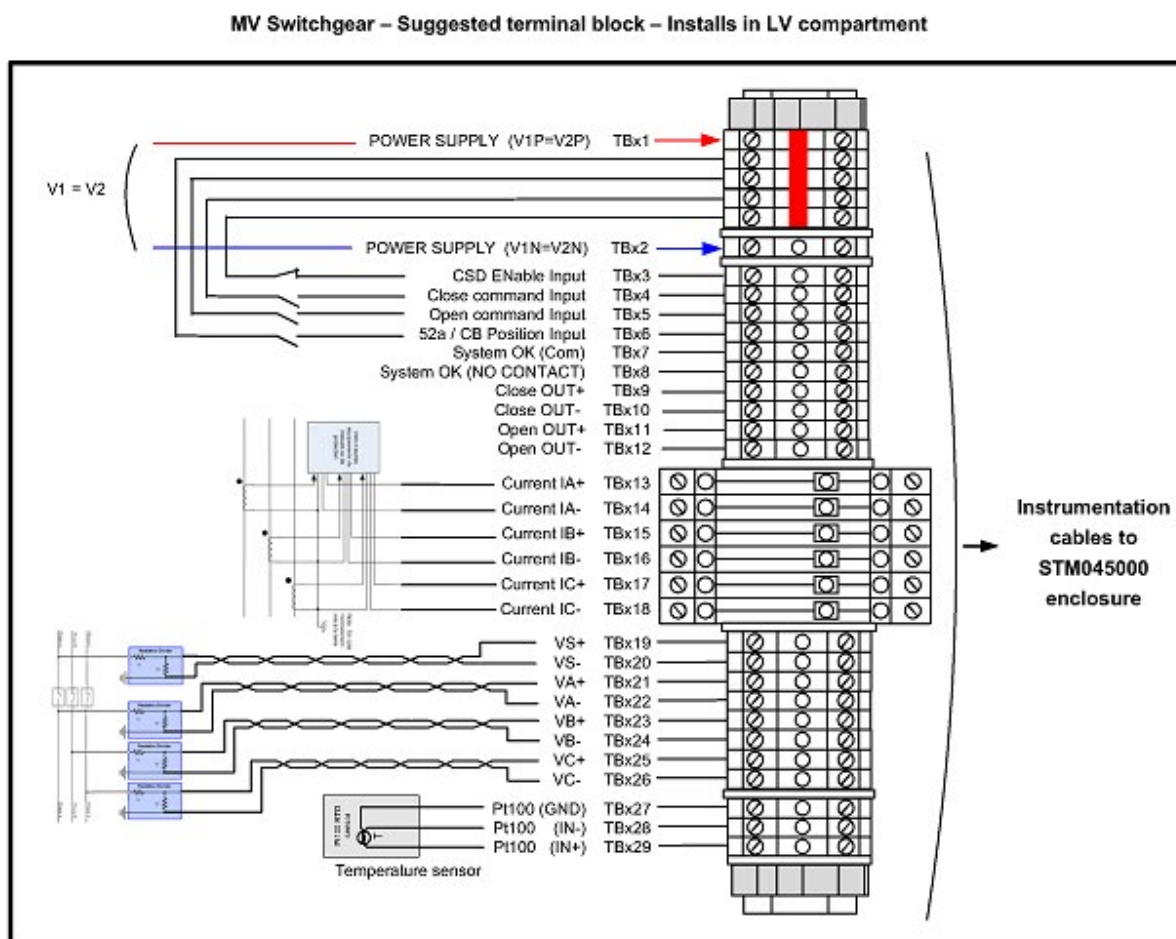 MV Switchgear – Suggested terminal block – Installs in LV compartment
V1 = V2
POWER SUPPLY (V1P=V2P) TBx1
POWER SUPPLY (V1N=V2N) TBx2
CSD ENable Input TBx3
Close command Input TBx4
Open command Input TBx5
52a / CB Position Input TBx6
System OK (Com) TBx7
System OK (NO CONTACT) TBx8
Close OUT+ TBx9
Close OUT- TBx10
Open OUT+ TBx11
Open OUT- TBx12
Current IA+ TBx13
Current IA- TBx14
Current IB+ TBx15
Current IB- TBx16
Current IC+ TBx17
Current IC- TBx18
VS+ TBx19
VS- TBx20
VA+ TBx21
VA- TBx22
VB+ TBx23
VB- TBx24
VC+ TBx25
VC- TBx26
Pt100 (GND) TBx27
Pt100 (IN-) TBx28
Pt100 (IN+) TBx29
T
Temperature sensor
Instrumentation
cables to
STM045000
enclosure